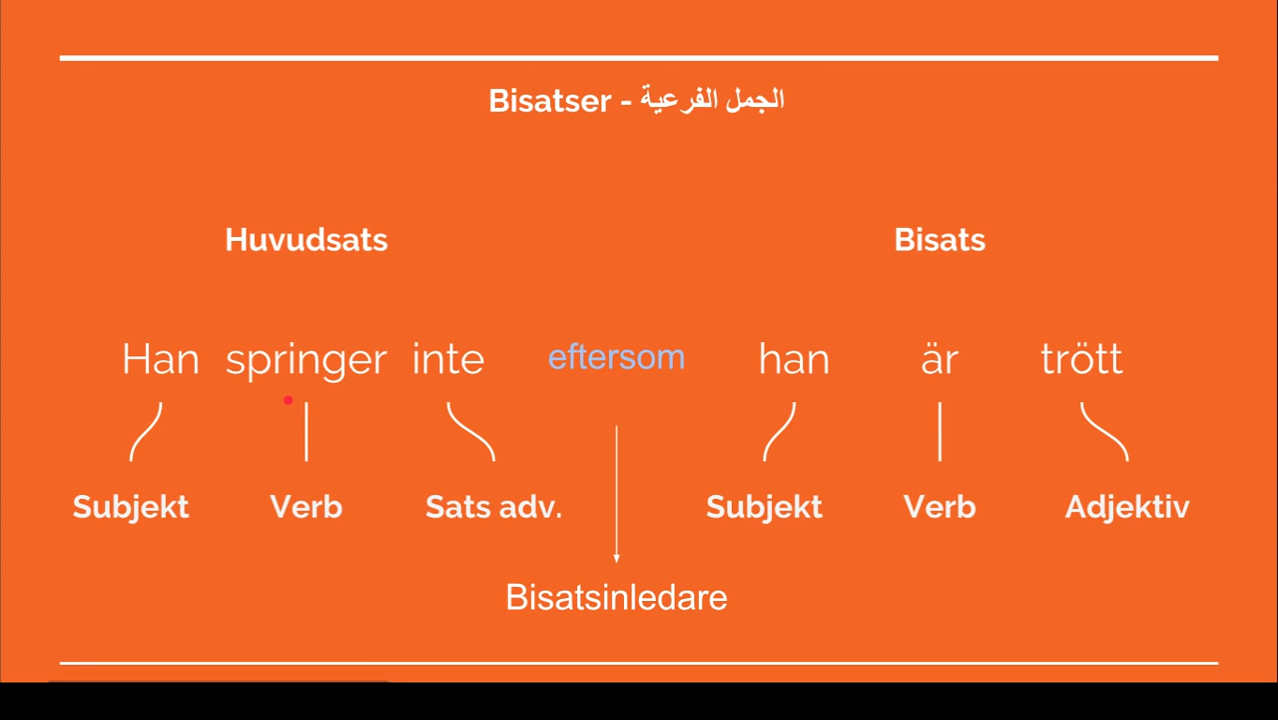 Bisatser - الجمل الفرعية
Huvudsats Bisats
Han springer inte eftersom han är trött
Subjekt Verb Sats adv. Subjekt Verb Adjektiv
Bisatsinledare